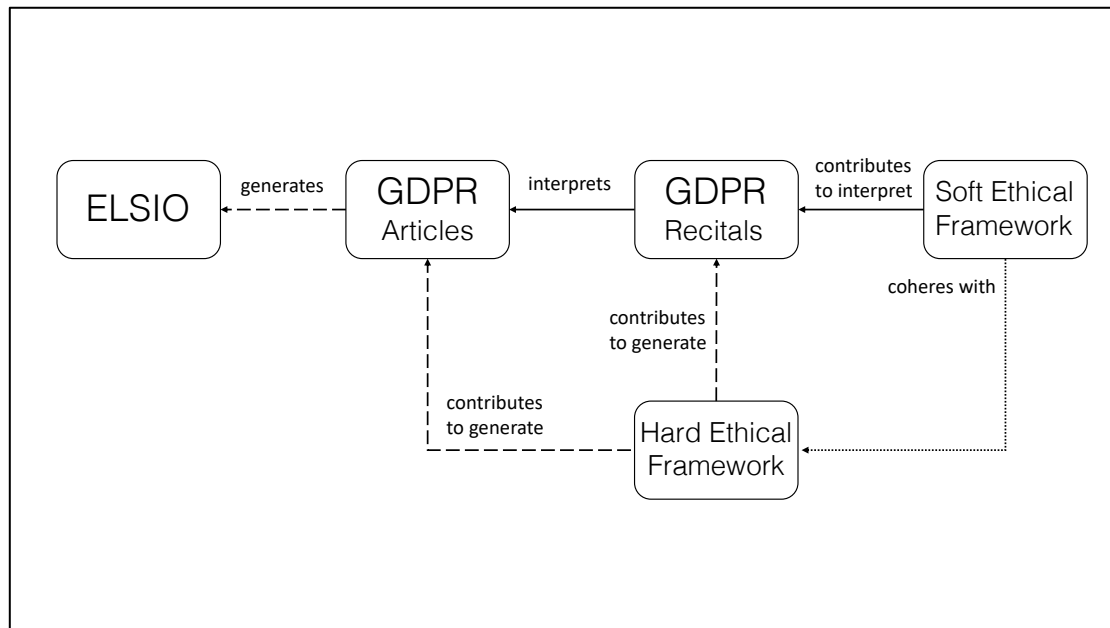 ELSIO
generates
GDPR
Articles
interprets
GDPR
Recitals
contributes
to interpret
Soft Ethical
Framework
coheres with
contributes
to generate
contributes
to generate
Hard Ethical
Framework